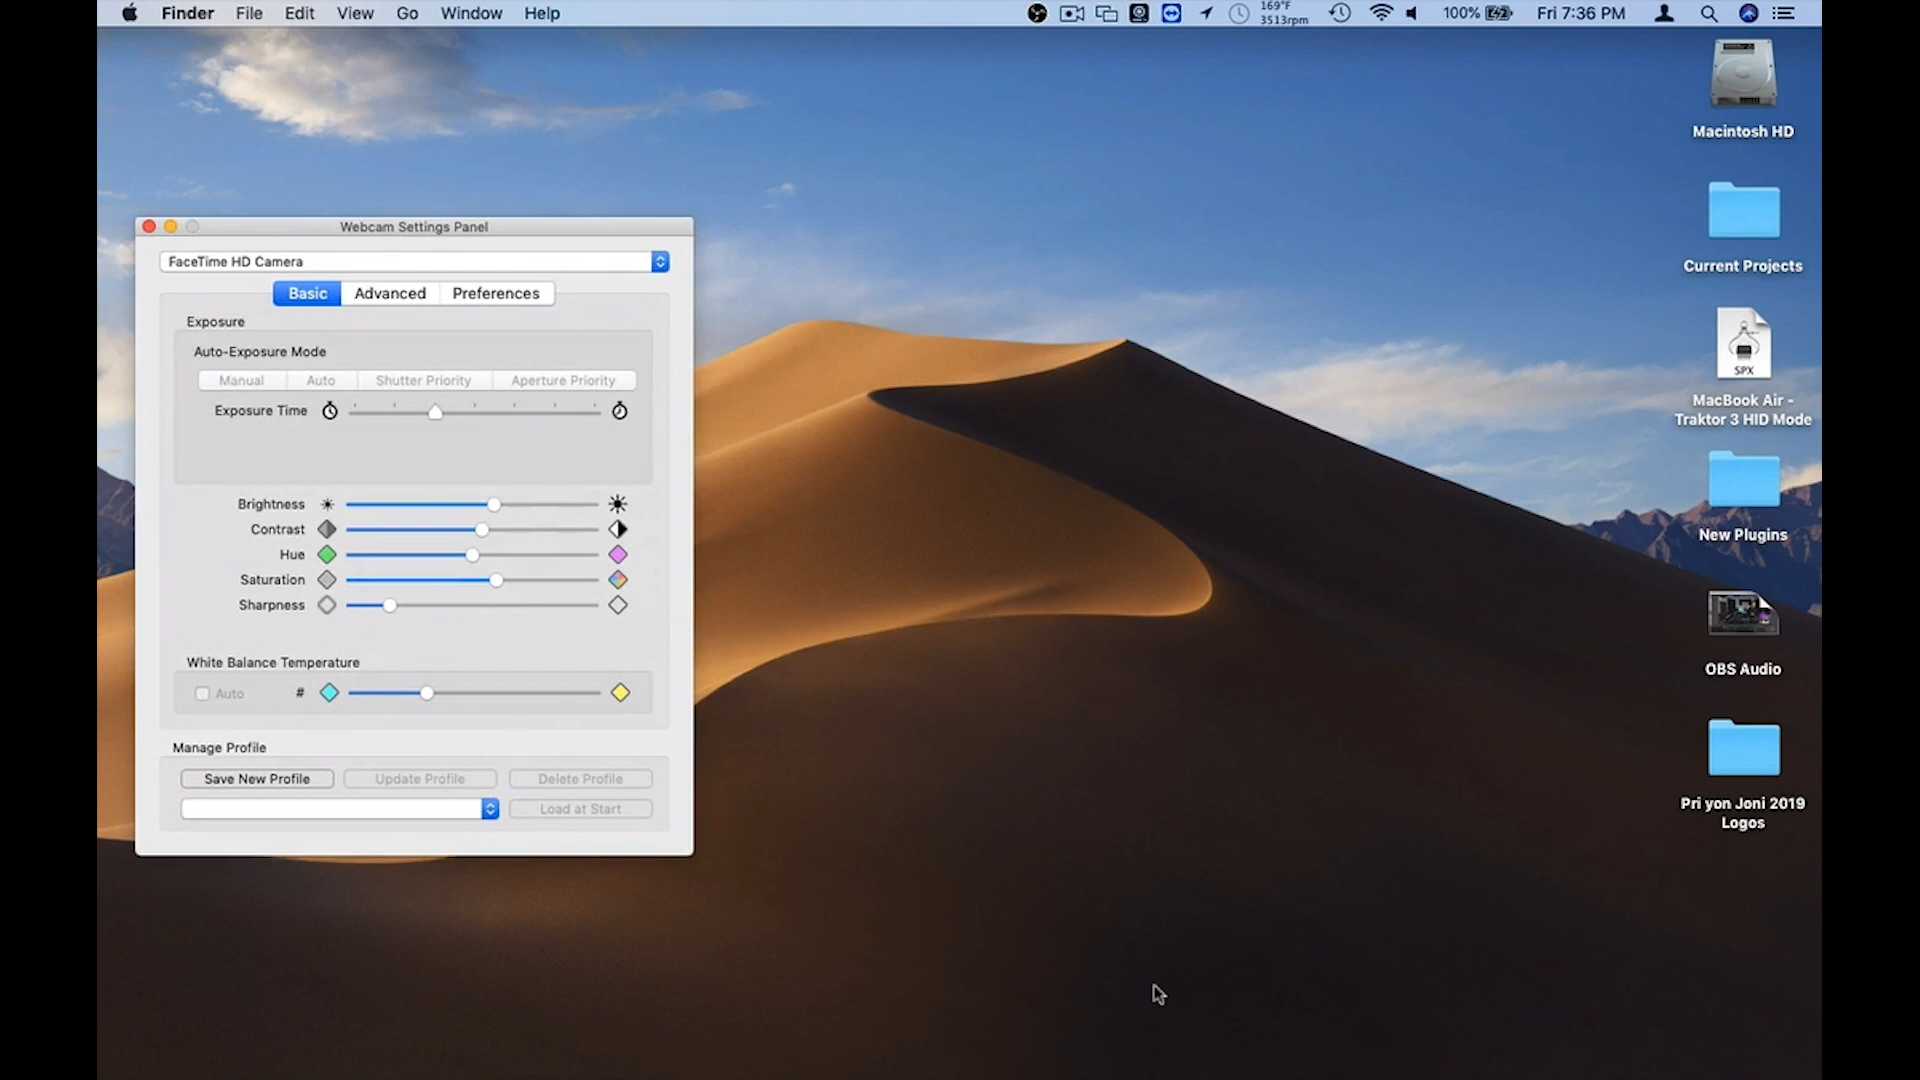 Finder File Edit View Go Window Help
169°F
3513rpm
100%
Fri 7:36 PM
Macintosh HD
Current Projects
SPX
MacBook Air -
Traktor 3 HID Mode
New Plugins
OBS Audio
Pri yon Joni 2019
Logos
Webcam Settings Panel
FaceTime HD Camera
Basic Advanced Preferences
Exposure
Auto-Exposure Mode
Manual Auto Shutter Priority Aperture Priority
Exposure Time
Brightness
Contrast
Hue
Saturation
Sharpness
White Balance Temperature
Auto #
Manage Profile
Save New Profile Update Profile Delete Profile
Load at Start